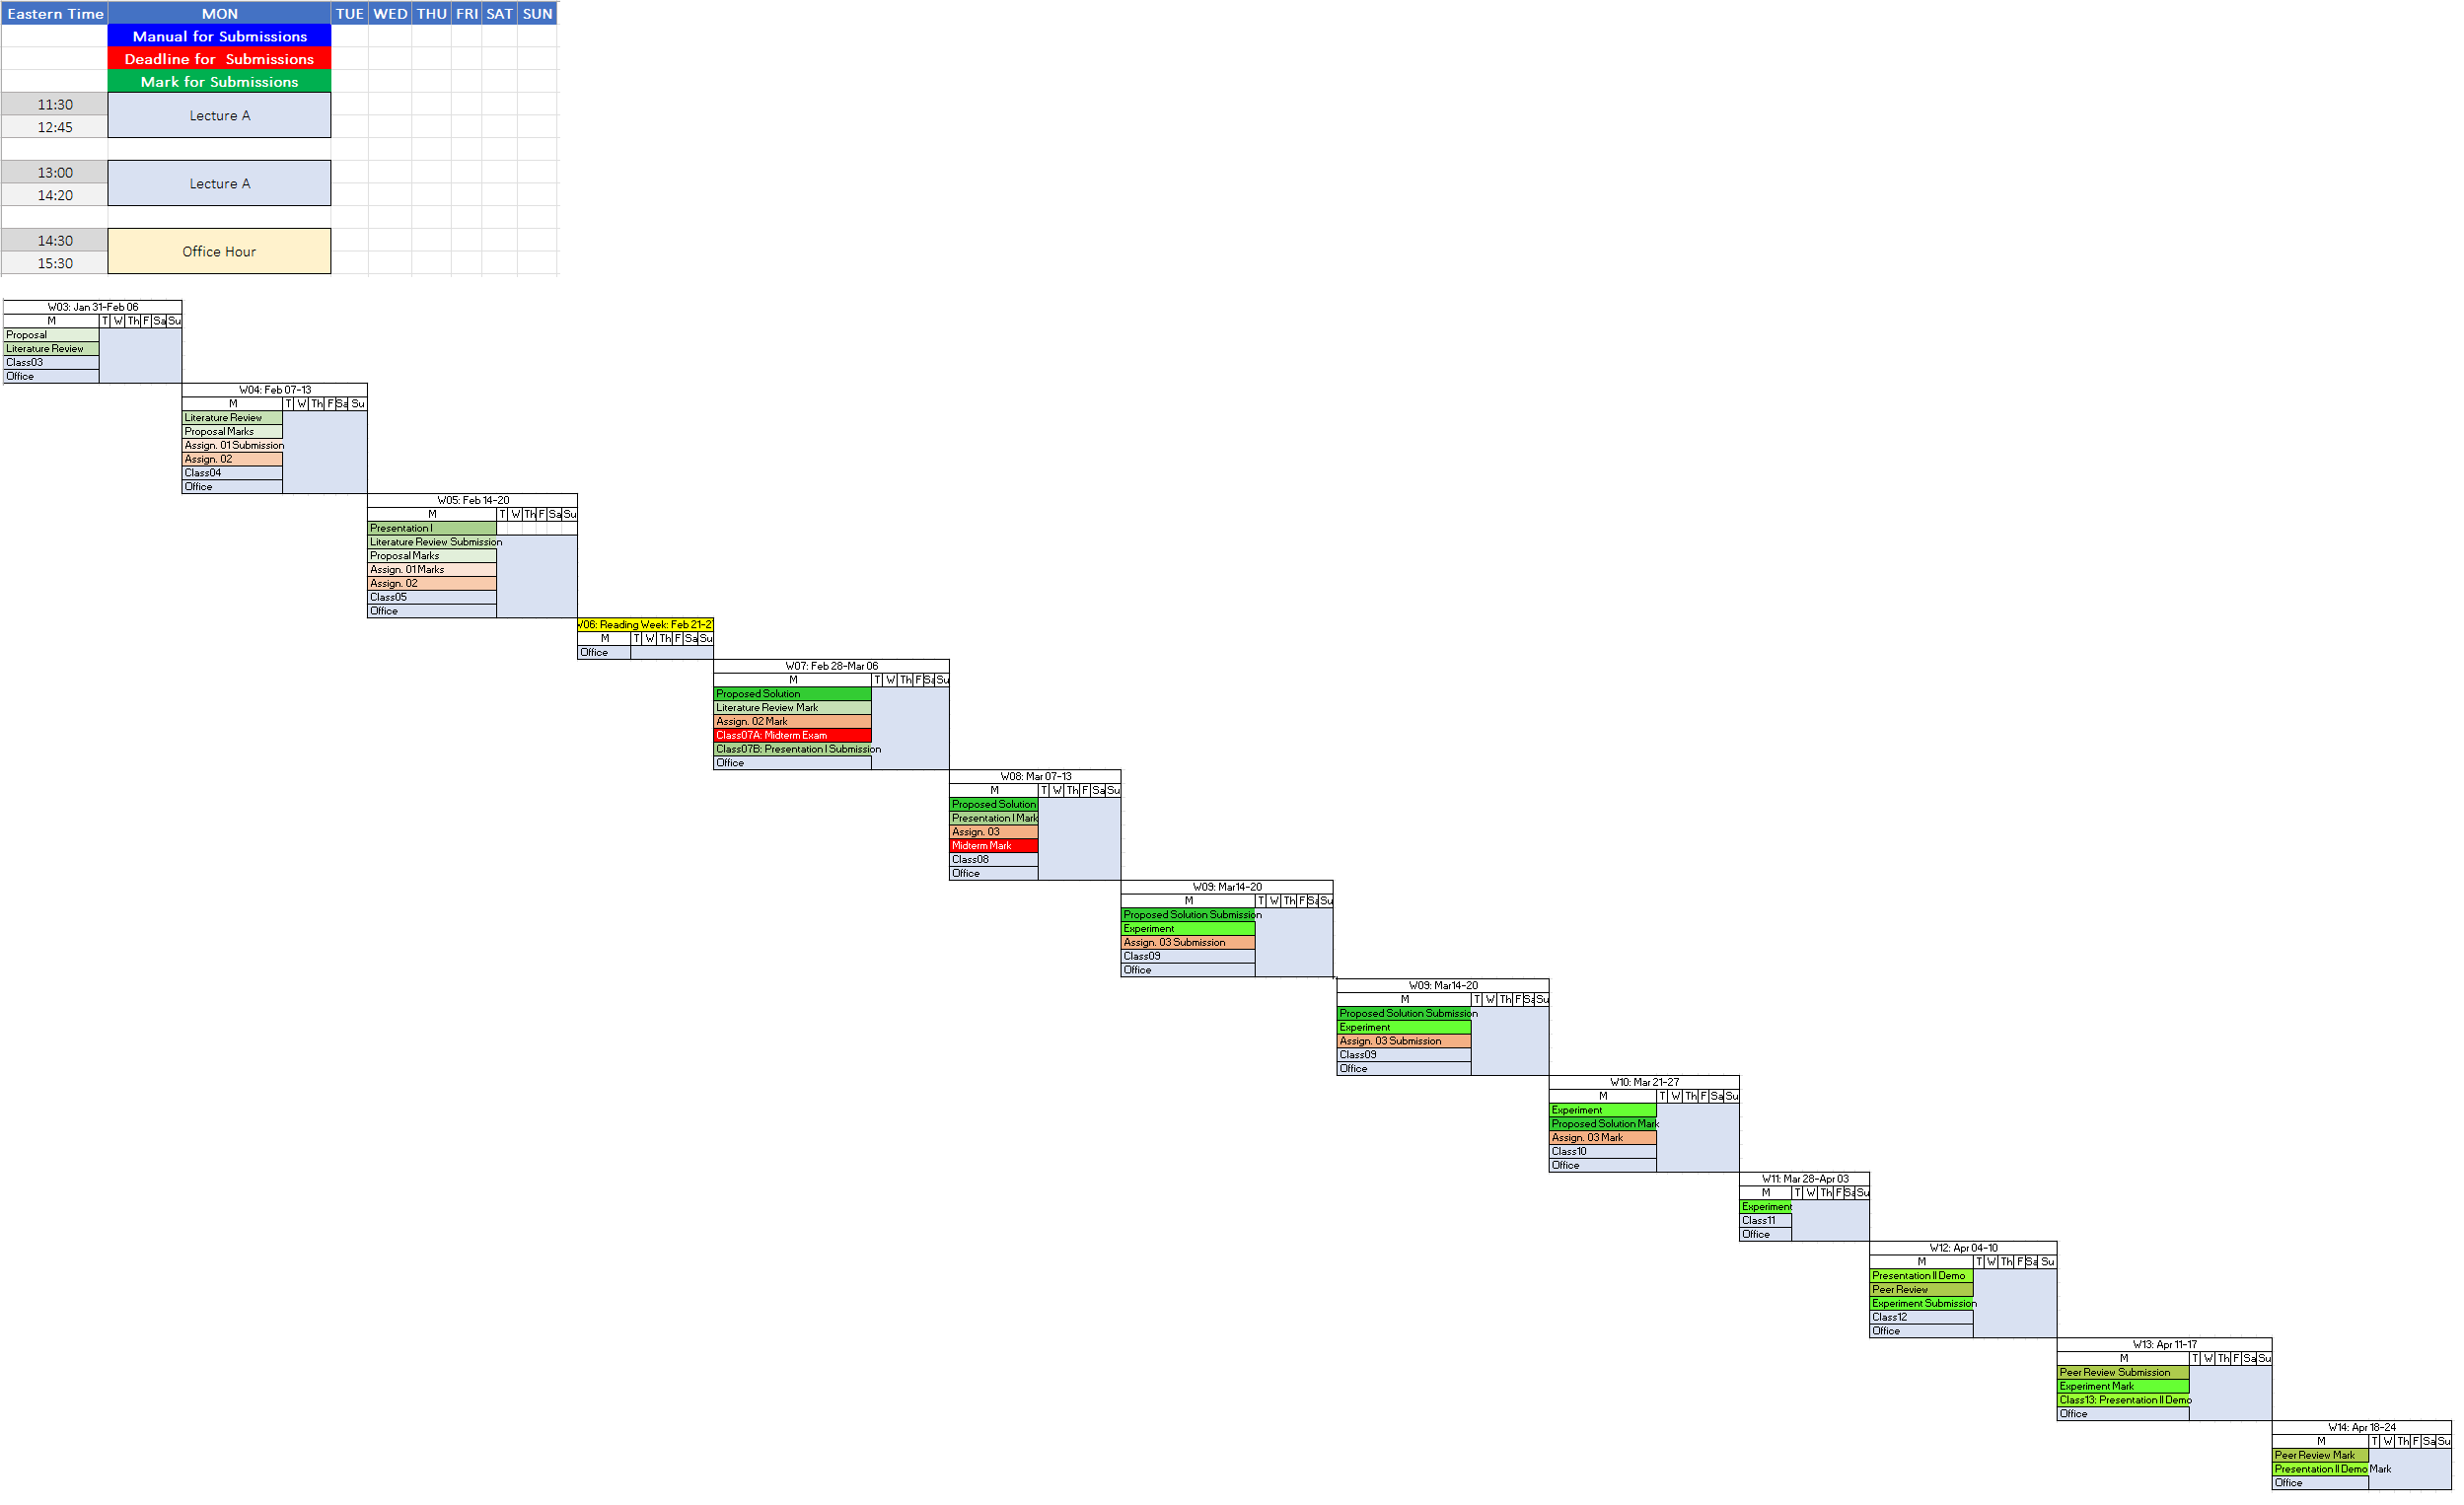 Eastern Time MON TUE WED THU FRI SAT SUN
Manual for Submissions
Deadline for  Submissions
Mark for Submissions
11:30
Lecture A
12:45
13:00
Lecture A
14:20
14:30
Office Hour
15:30
W03: Jan 31-Feb 06
M T W Th F Sa Su
Proposal
Literature Review
Class03
Office
W04: Feb 07-13
M T W Th F Sa Su
Literature Review
Proposal Marks
Assign. 01 Submission
Assign. 02
Class04
Office
W05: Feb 14-20
M T W Th F Sa Su
Presentation I
Literature Review Submission
Proposal Marks
Assign. 01 Marks
Assign. 02
Class05
Office
W06: Reading Week: Feb 21-2
M T W Th F Sa Su
Office
W07: Feb 28-Mar 06
M T W Th F Sa Su
Proposed Solution
Literature Review Mark
Assign. 02 Mark
Class07A: Midterm Exam
Class07B: Presentation I Submission
Office
W08: Mar 07-13
M T W Th F Sa Su
Proposed Solution
Presentation I Mark
Assign. 03
Midterm Mark
Class08
Office
W09: Mar14-20
M T W Th F Sa Su
Proposed Solution Submission
Experiment
Assign. 03 Submission
Class09
Office
W09: Mar14-20
M T W Th F Sa Su
Proposed Solution Submission
Experiment
Assign. 03 Submission
Class09
Office
W10: Mar 21-27
M T W Th F Sa Su
Experiment
Proposed Solution Mark
Assign. 03 Mark
Class10
Office
W11: Mar 28-Apr 03
M T W Th F Sa Su
Experiment
Class11
Office
W12: Apr 04-10
M T W Th F Sa Su
Presentation II Demo
Peer Review
Experiment Submission
Class12
Office
W13: Apr 11-17
M T W Th F Sa Su
Peer Review Submission
Experiment Mark
Class13: Presentation II Demo
Office
W14: Apr 18-24
M T W Th F Sa Su
Peer Review Mark
Presentation II Demo Mark
Office